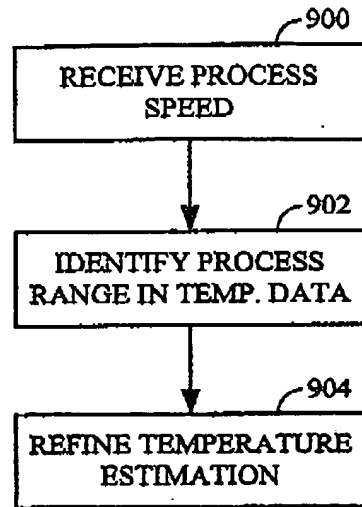 900
RECEIVE PROCESS
SPEED
902
IDENTIFY PROCESS
RANGE IN TEMP. DATA
904
REFINE TEMPERATURE
ESTIMATION